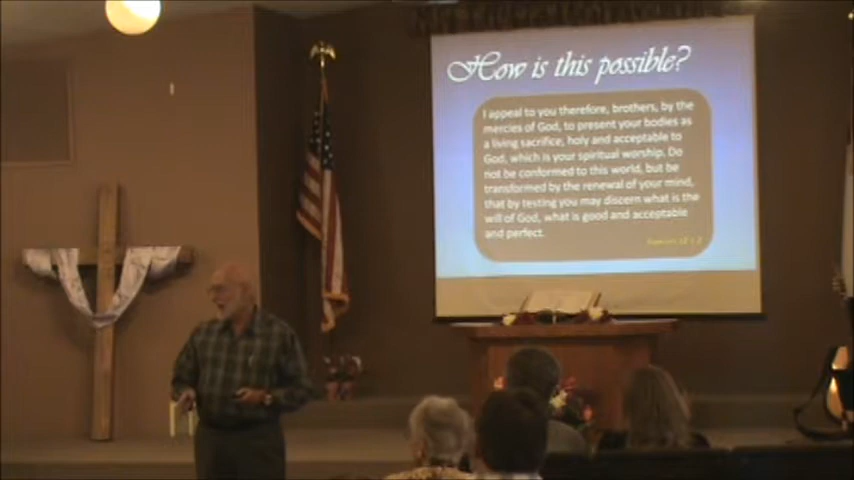 How is this possible?
I appeal to you therefore, brothers, by the
mercies of God, to present your bodies as
a living sacrifice, holy and acceptable to
God, which is your spiritual worship. Do
not be conformed to this world, but be
transformed by the renewal of your mind,
that by testing you may discern what is the
will of God, what is good and acceptable
and perfect.